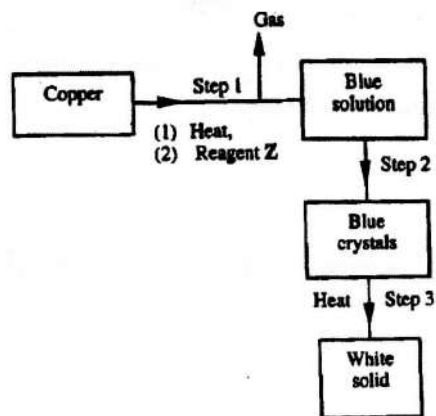 Gas
Copper
Step 1
(1) Heat,
(2) Reagent Z
Blue
solution
Step 2
Blue
crystals
Heat
Step 3
White
solid